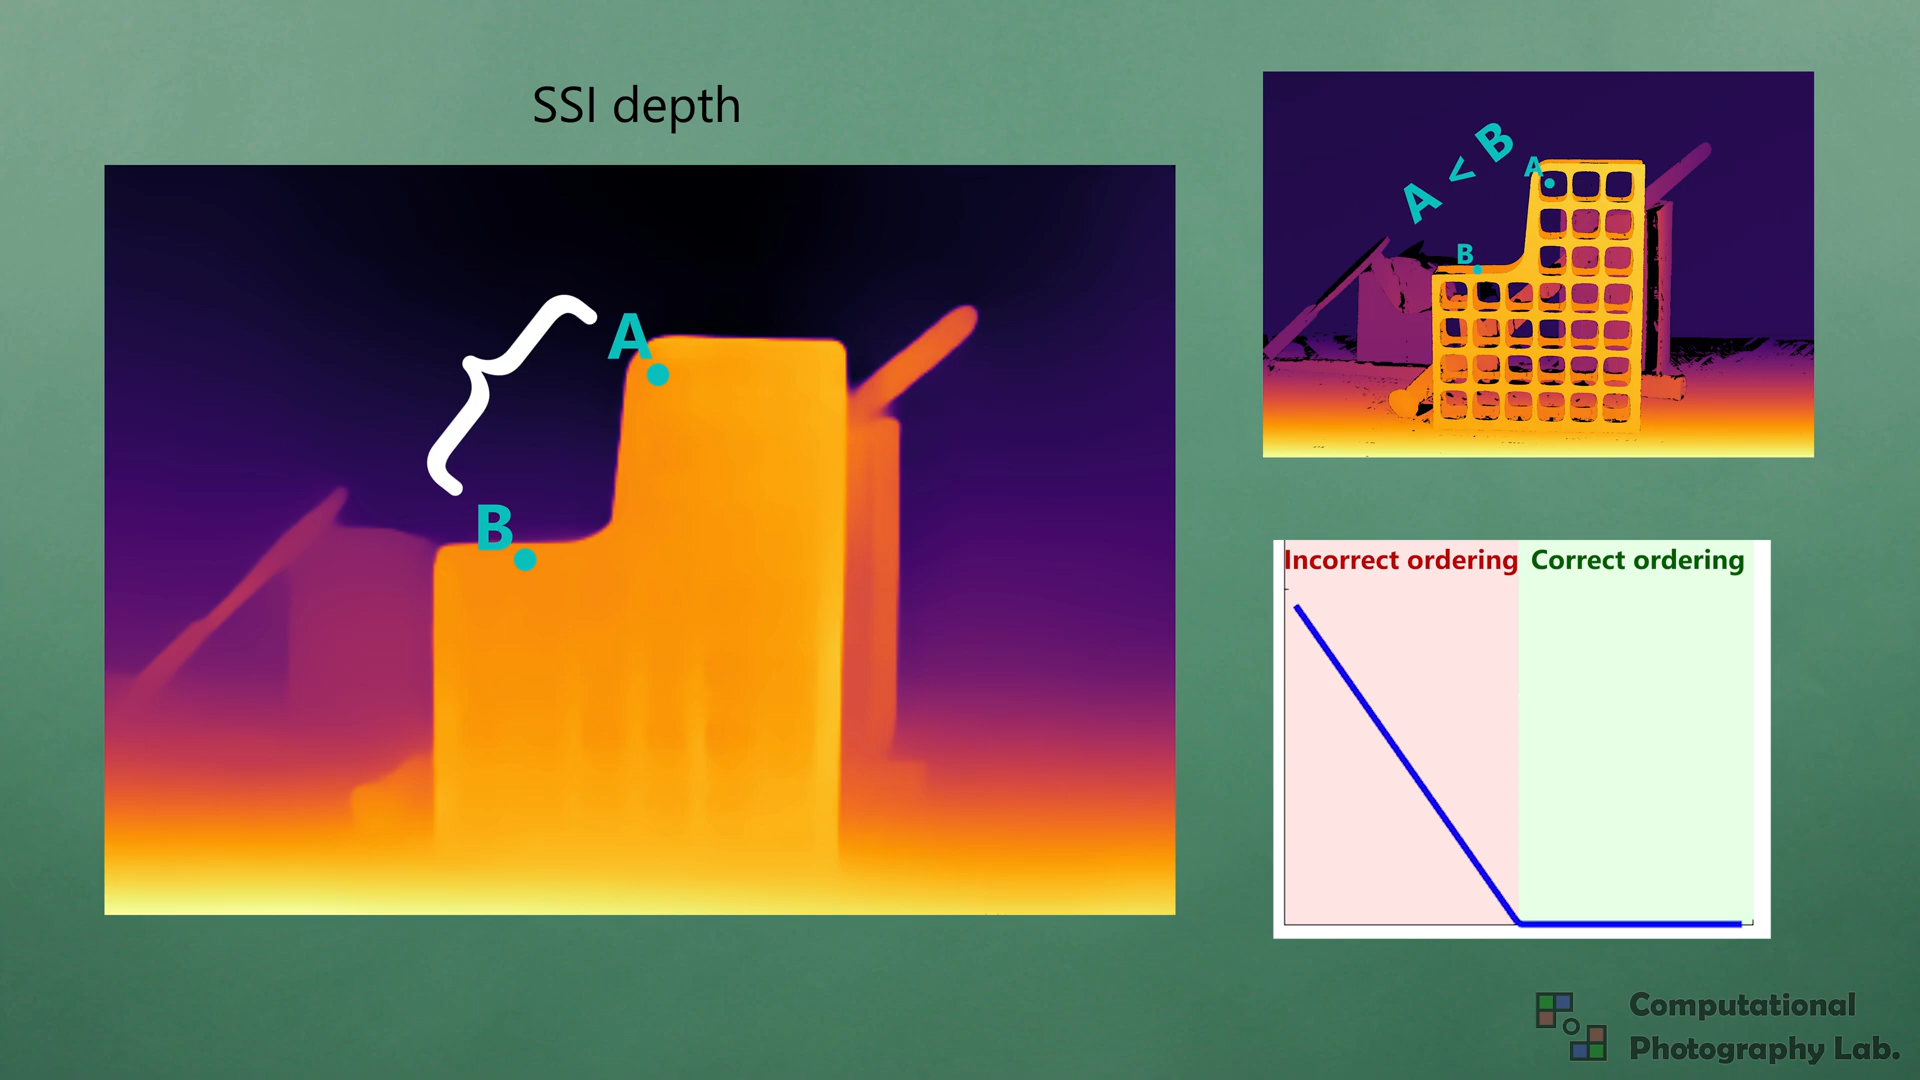 SSI depth
A
B
A < B
A
B
Incorrect ordering Correct ordering
Computational
Photography Lab.